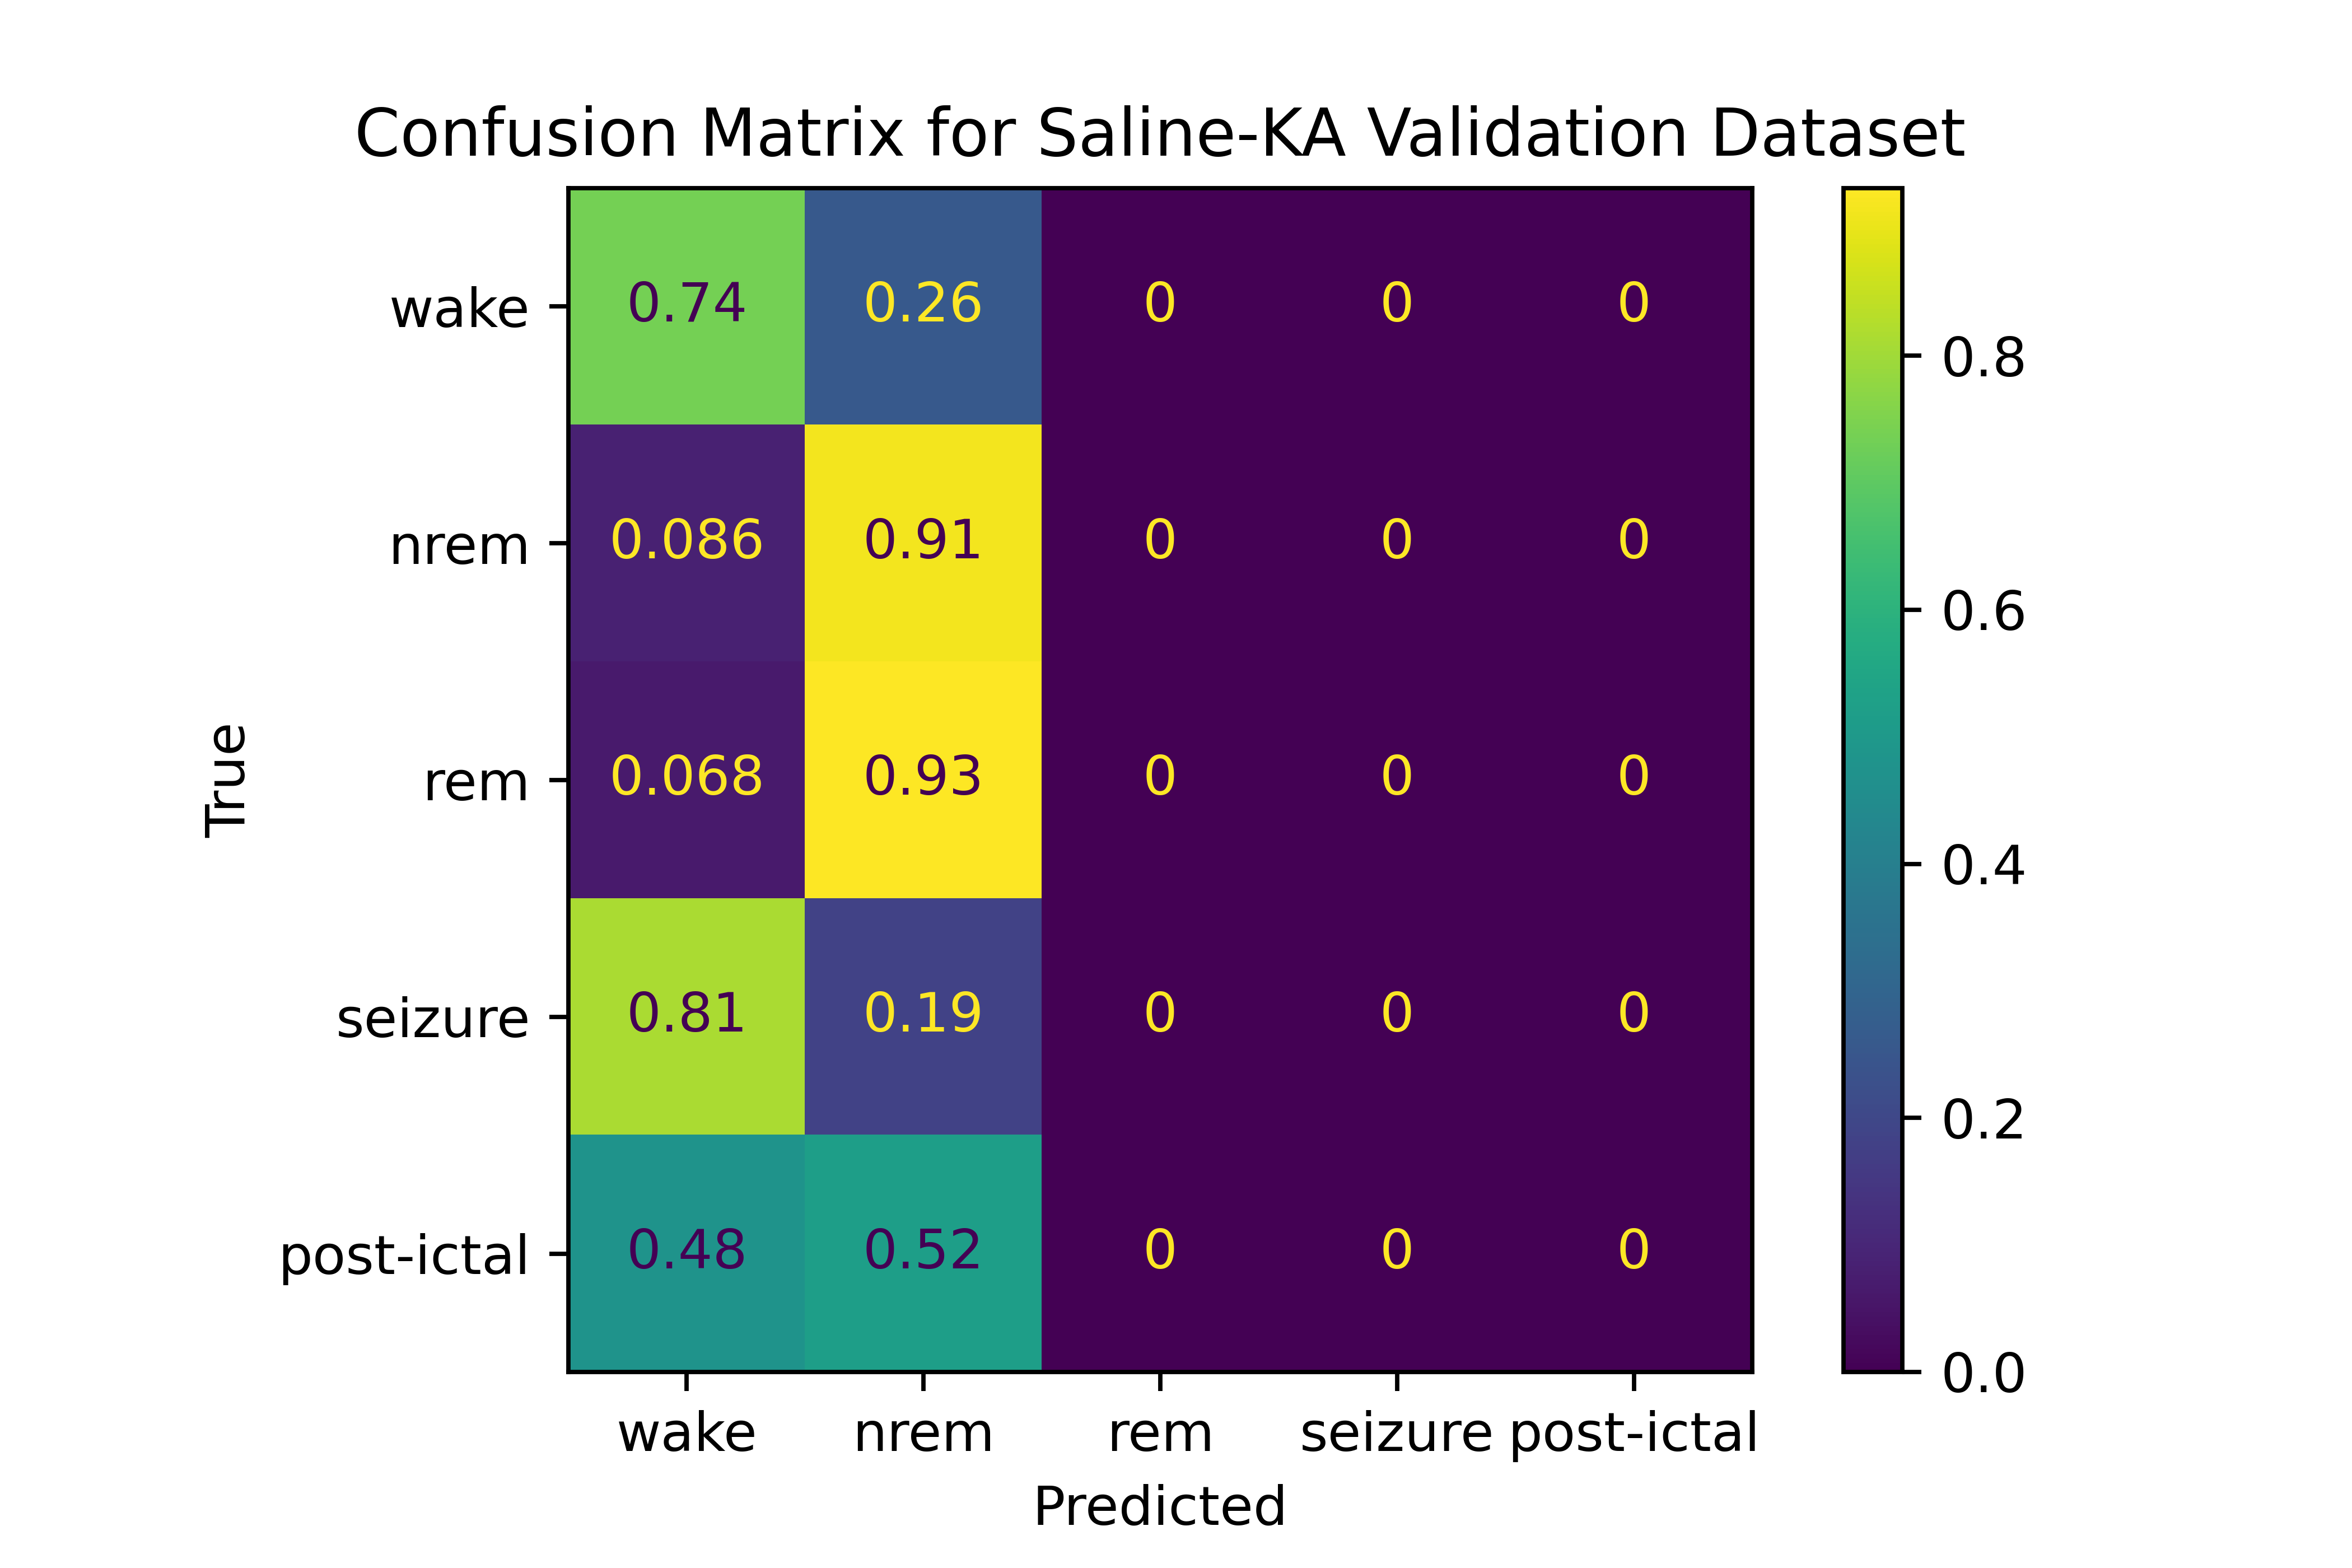 Confusion Matrix for Saline-KA Validation Dataset
wake 0.74 0.26 0 0 0
nrem 0.086 0.91 0 0 0
rem 0.068 0.93 0 0 0
seizure 0.81 0.19 0 0 0
post-ictal 0.48 0.52 0 0 0
wake nrem rem seizure post-ictal
Predicted
True
0.8
0.6
0.4
0.2
0.0